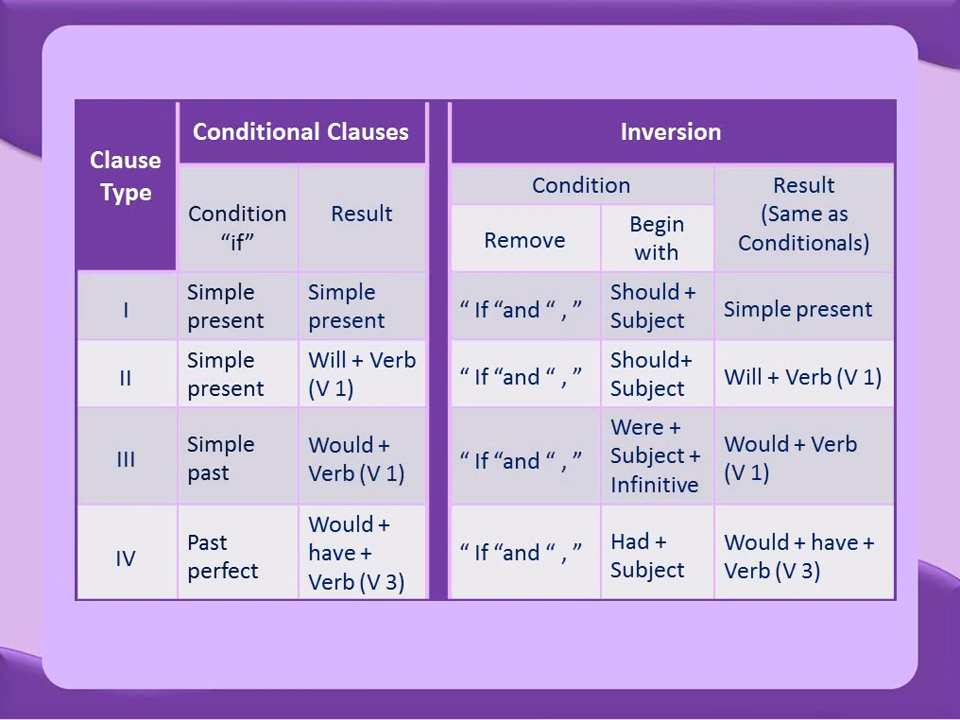 Clause
Type
Conditional Clauses
Inversion
Condition
“if”
Result
Condition
Remove
Begin
with
Result
(Same as
Conditionals)
I
Simple
present
Simple
present
“ If “and “ , ”
Should +
Subject
Simple present
II
Simple
present
Will + Verb
(V 1)
“ If “and “ , ”
Should+
Subject
Will + Verb (V 1)
III
Simple
past
Would +
Verb (V 1)
“ If “and “ , ”
Were +
Subject +
Infinitive
Would + Verb
(V 1)
IV
Past
perfect
Would +
have +
Verb (V 3)
“ If “and “ , ”
Had +
Subject
Would + have +
Verb (V 3)